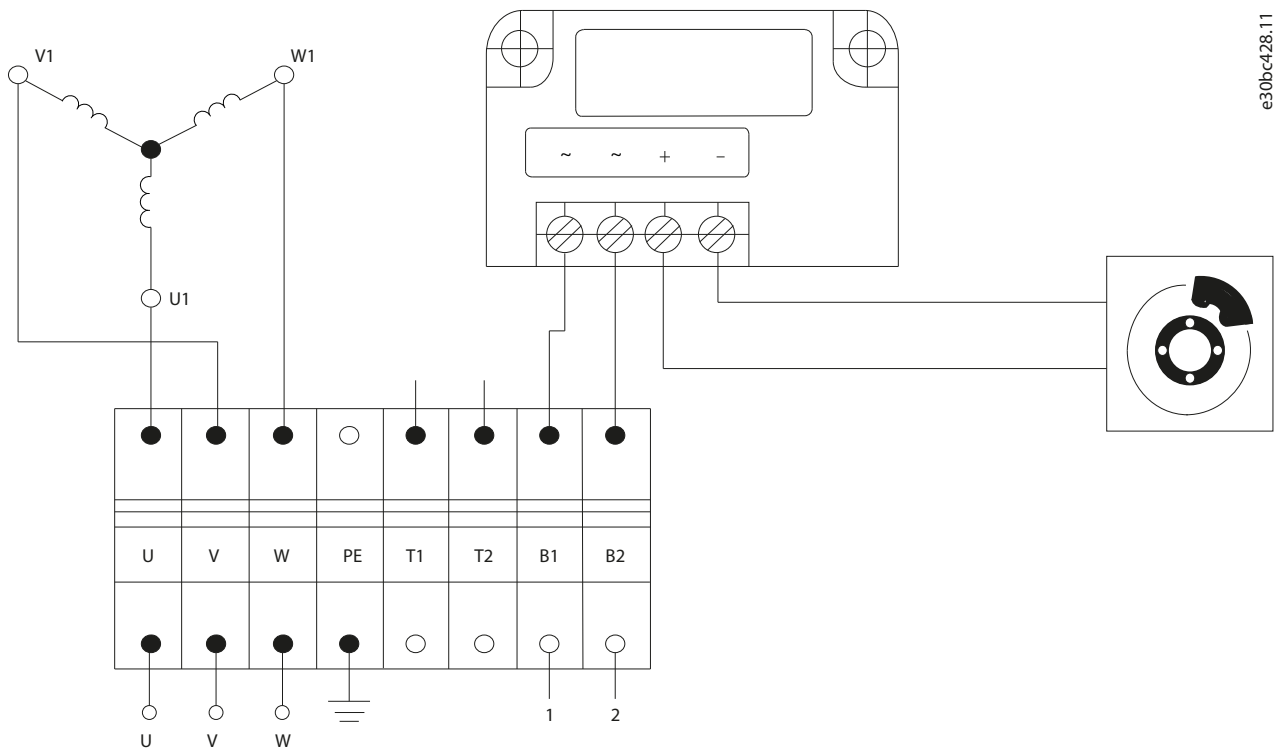 V1
W1
e30bc428.11
~ ~ + –
U1
U V W PE T1 T2 B1 B2
1 2
U V W